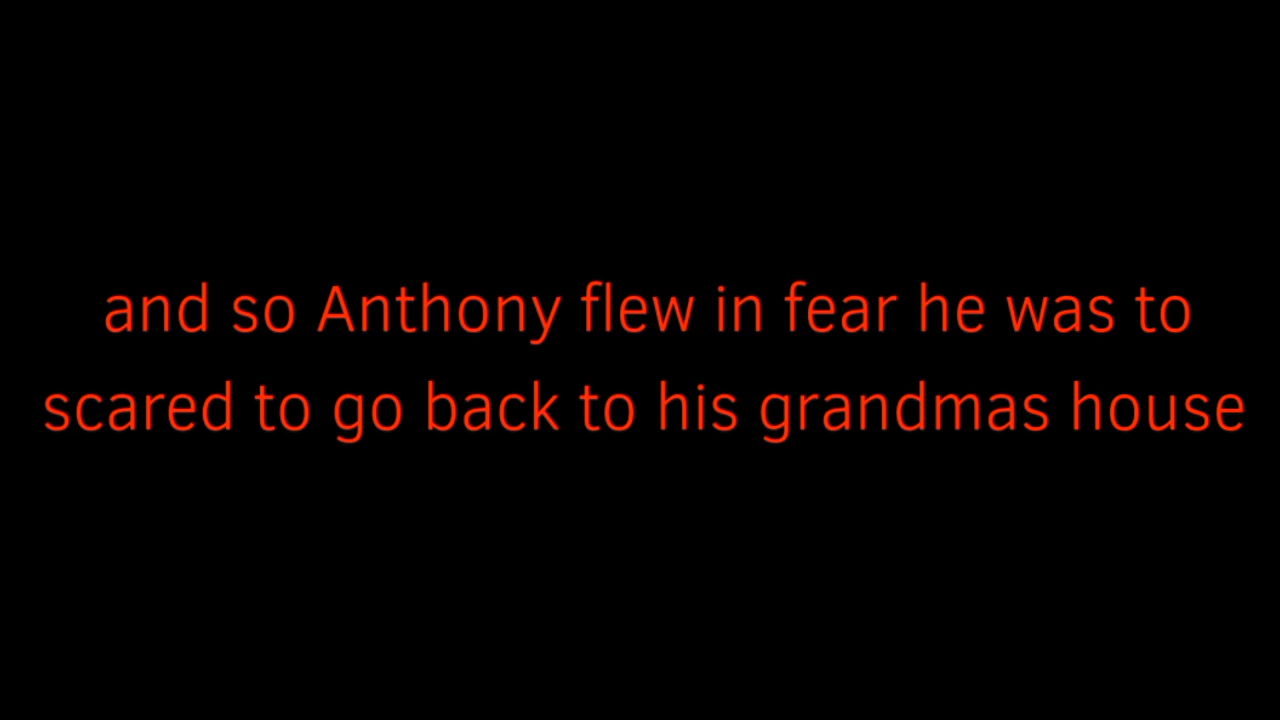 and so Anthony flew in fear he was to
scared to go back to his grandmas house